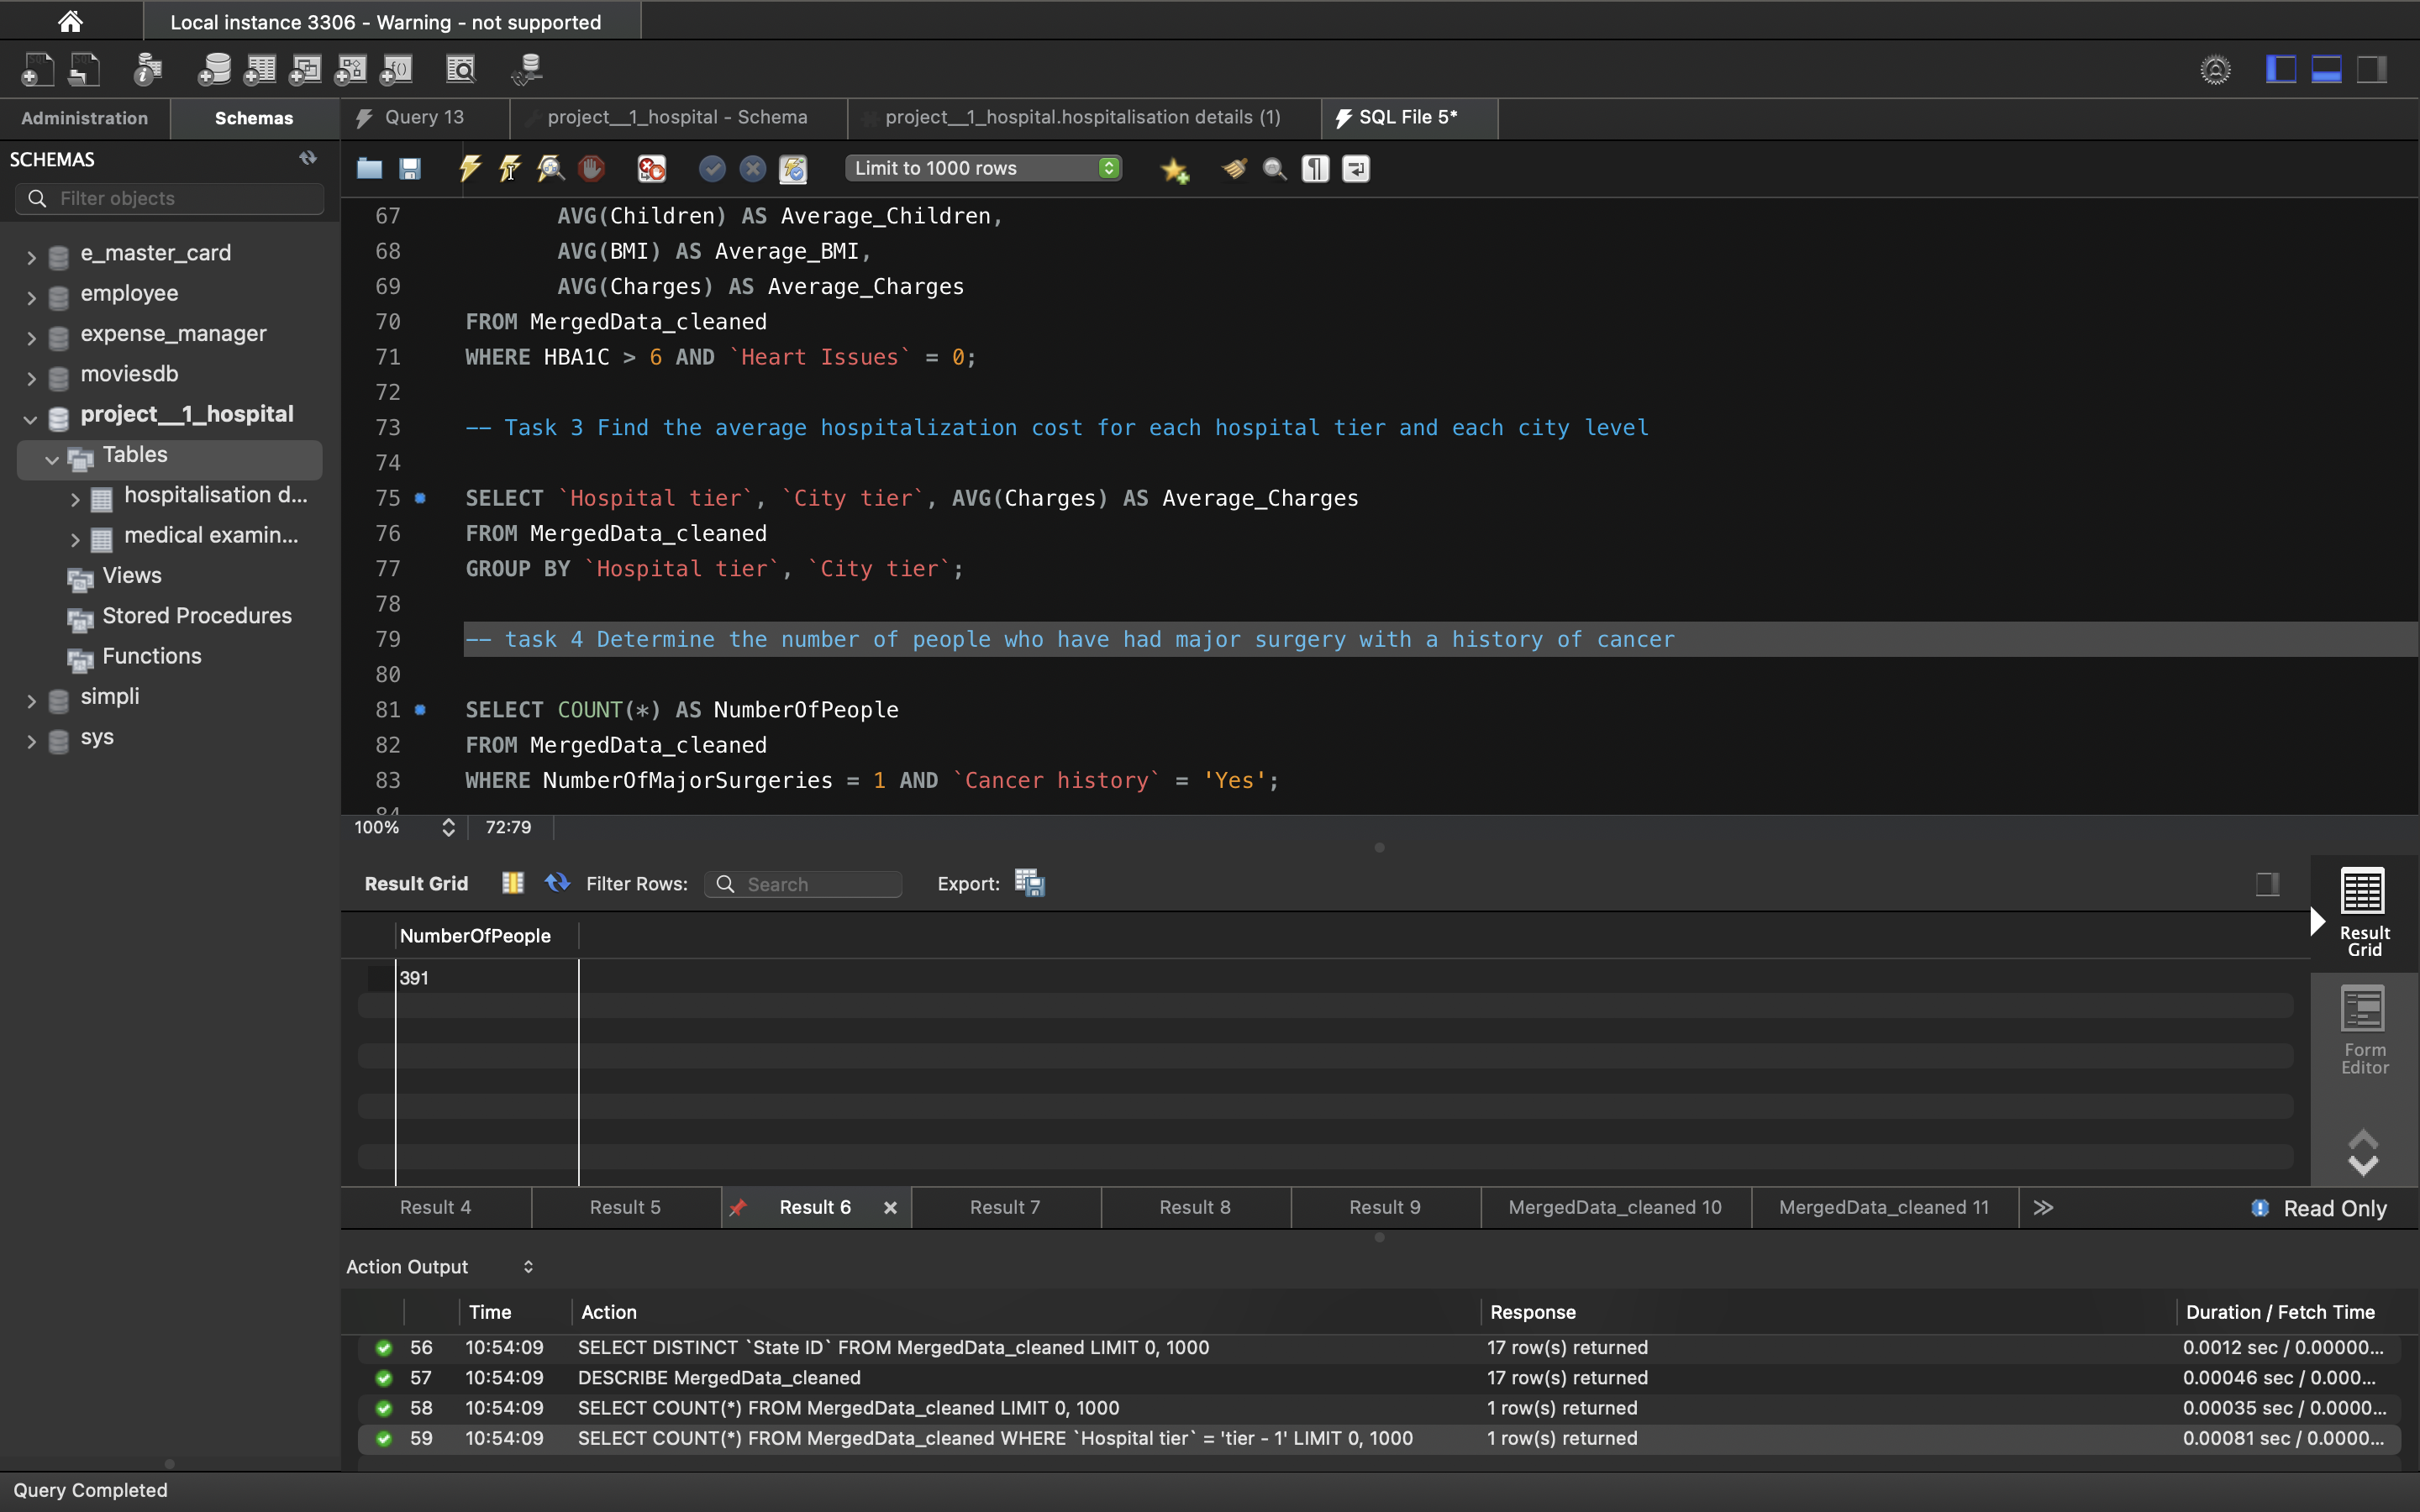 Local instance 3306 - Warning - not supported
Administration
Schemas
Query 13
project__1_hospital - Schema
project__1_hospital.hospitalisation details (1)
SQL File 5*
SCHEMAS
Filter objects
Limit to 1000 rows
e_master_card
employee
expense_manager
moviesdb
project__1_hospital
Tables
hospitalisation d...
medical examin...
Views
Stored Procedures
Functions
simpli
sys
67 AVG(Children) AS Average_Children,
68 AVG(BMI) AS Average_BMI,
69 AVG(Charges) AS Average_Charges
70 FROM MergedData_cleaned
71 WHERE HBA1C > 6 AND `Heart Issues` = 0;
72
73 -- Task 3 Find the average hospitalization cost for each hospital tier and each city level
74
75 SELECT `Hospital tier`, `City tier`, AVG(Charges) AS Average_Charges
76 FROM MergedData_cleaned
77 GROUP BY `Hospital tier`, `City tier`;
78
79 -- task 4 Determine the number of people who have had major surgery with a history of cancer
80
81 SELECT COUNT(*) AS NumberOfPeople
82 FROM MergedData_cleaned
83 WHERE NumberOfMajorSurgeries = 1 AND `Cancer history` = 'Yes';
84
100% 72:79
Result Grid Filter Rows: Search Export:
NumberOfPeople
391
Result
Grid
Form
Editor
Result 4 Result 5 Result 6 Result 7 Result 8 Result 9 MergedData_cleaned 10 MergedData_cleaned 11 Read Only
Action Output
Time Action Response Duration / Fetch Time
56 10:54:09 SELECT DISTINCT `State ID` FROM MergedData_cleaned LIMIT 0, 1000 17 row(s) returned 0.0012 sec / 0.00000...
57 10:54:09 DESCRIBE MergedData_cleaned 17 row(s) returned 0.00046 sec / 0.000...
58 10:54:09 SELECT COUNT(*) FROM MergedData_cleaned LIMIT 0, 1000 1 row(s) returned 0.00035 sec / 0.0000...
59 10:54:09 SELECT COUNT(*) FROM MergedData_cleaned WHERE `Hospital tier` = 'tier - 1' LIMIT 0, 1000 1 row(s) returned 0.00081 sec / 0.0000...
Query Completed